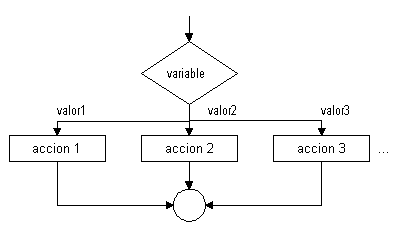 variable
valor1 valor2 valor3
accion 1 accion 2 accion 3 ...